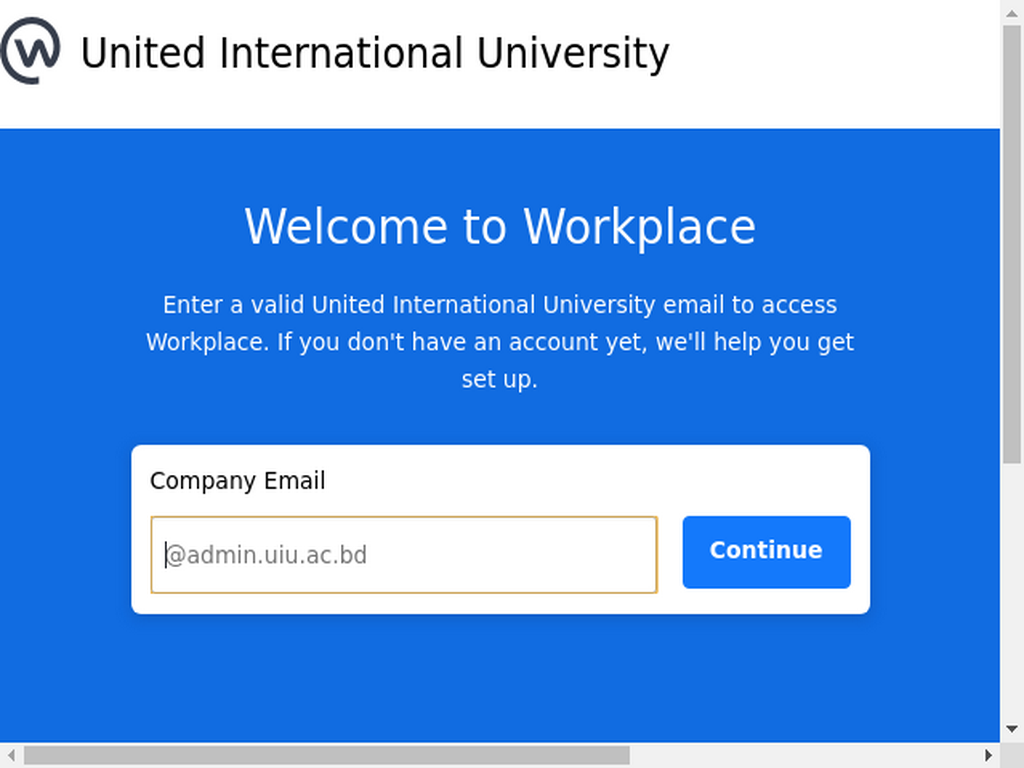 United International University
Welcome to Workplace
Enter a valid United International University email to access
Workplace. If you don't have an account yet, we'll help you get
set up.
Company Email
@admin.uiu.ac.bd
Continue